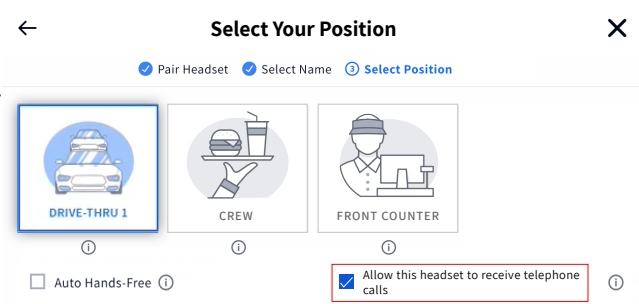 Select Your Position
Pair Headset Select Name 3 Select Position
DRIVE-THRU 1 CREW FRONT COUNTER
i i i
Auto Hands-Free i Allow this headset to receive telephone
calls i